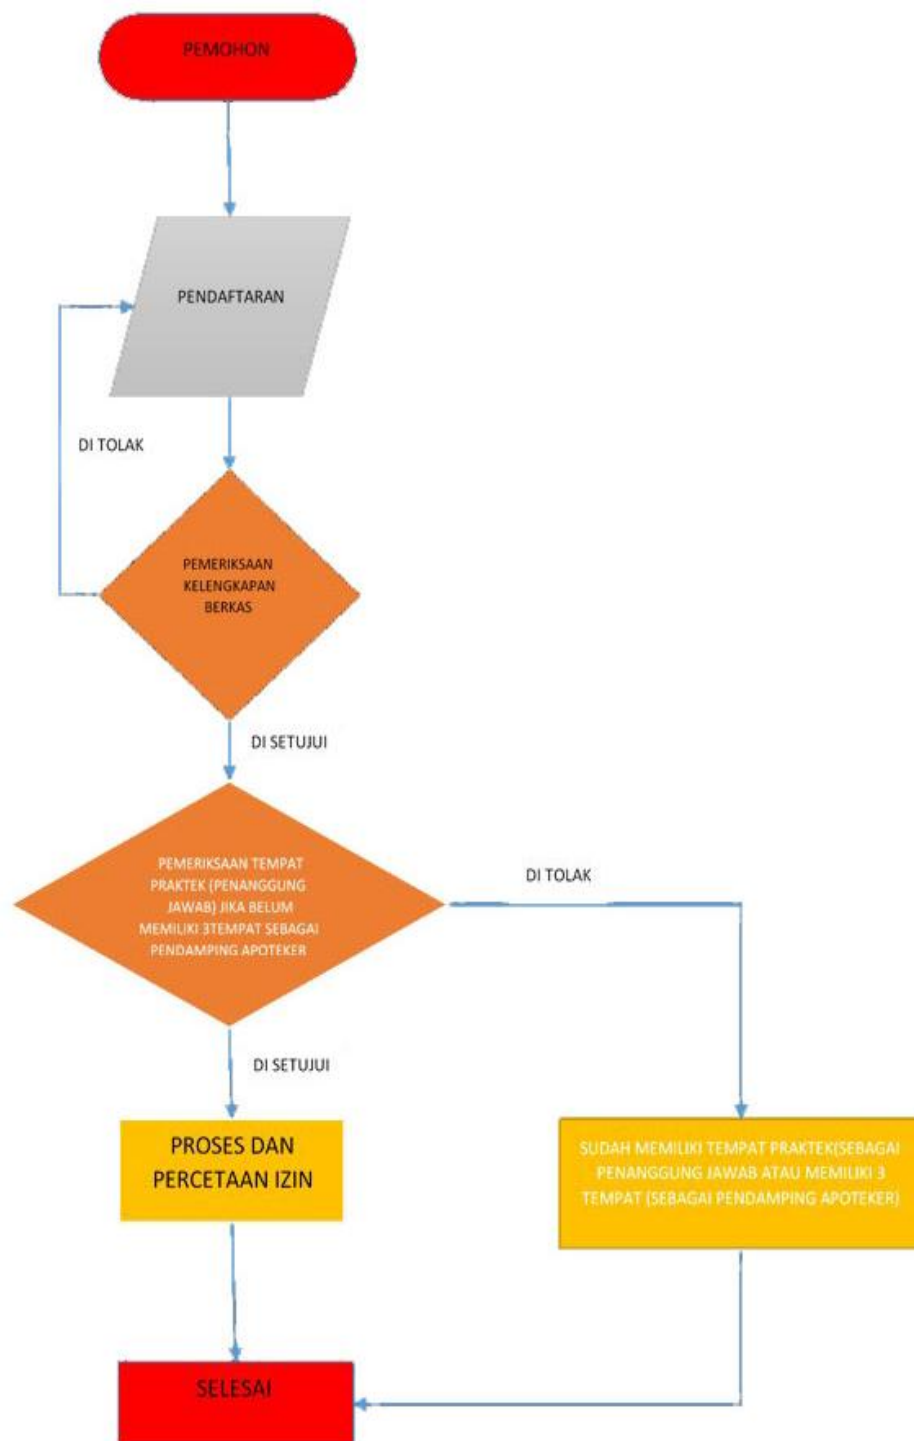 PEMOHON
PENDAFTARAN
DI TOLAK
PEMERIKSAAN
KELENGKAPAN
BERKAS
DI SETUJUI
PEMERIKSAAN TEMPAT
PRAKTEK (PENANGGUNG
JAWAB) JIKA BELUM
MEMILIKI 3TEMPAT SEBAGAI
PENDAMPING APOTEKER
DI TOLAK
DI SETUJUI
PROSES DAN
PERCETAAN IZIN
SUDAH MEMILIKI TEMPAT PRAKTEK(SEBAGAI
PENANGGUNG JAWAB ATAU MEMILIKI 3
TEMPAT (SEBAGAI PENDAMPING APOTEKER)
SELESAI